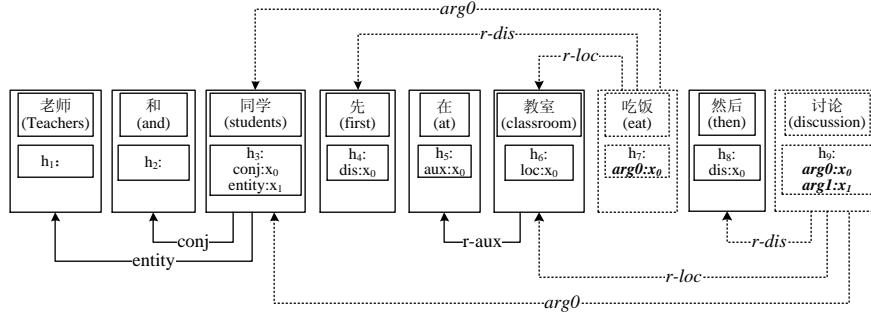 arg0
r-dis
r-loc
老师
(Teachers)
h₁:
和
(and)
h₂:
同学
(students)
h₃:
conj:x₀
entity:x₁
先
(first)
h₄:
dis:x₀
在
(at)
h₅:
aux:x₀
教室
(classroom)
h₆:
loc:x₀
吃饭
(eat)
h₇:
arg0:x₀
然后
(then)
h₈:
dis:x₀
讨论
(discussion)
h₉:
arg0:x₀
arg1:x₁
conj
entity
r-aux
r-dis
r-loc
arg0